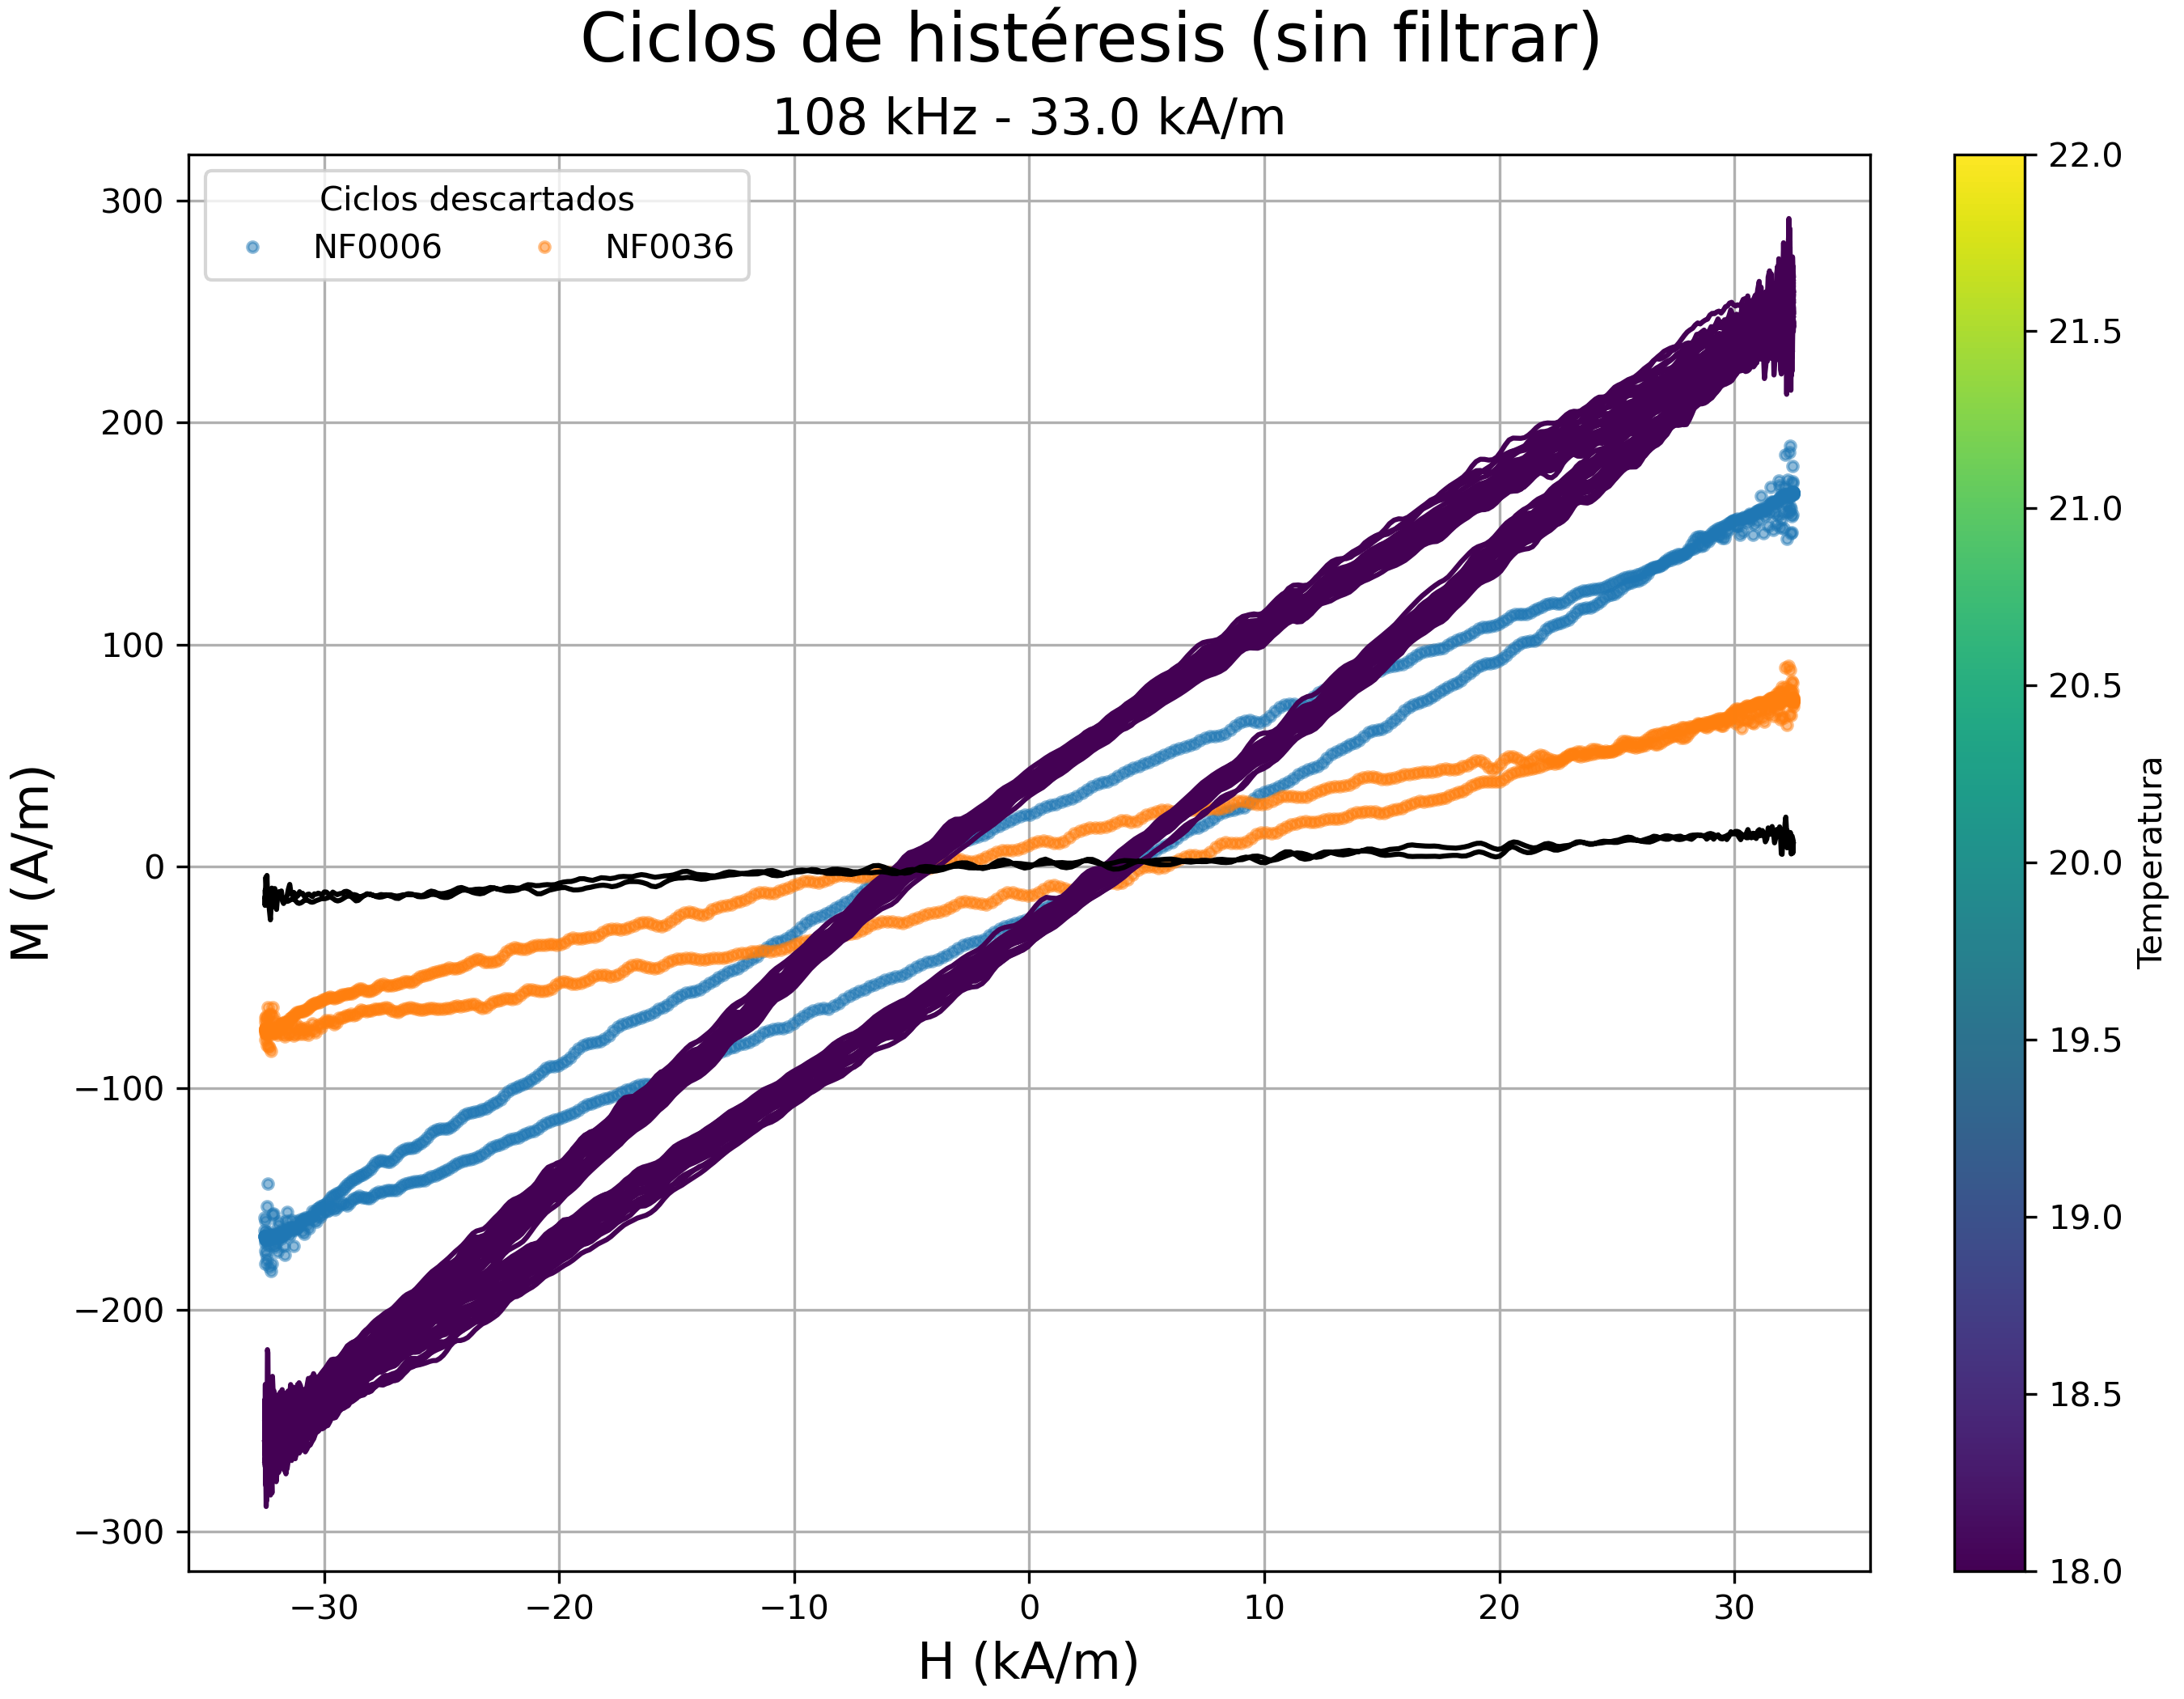 Ciclos de histéresis (sin filtrar)
108 kHz - 33.0 kA/m
Ciclos descartados
NF0006 NF0036
300
200
100
0
−100
−200
−300
M (A/m)
−30 −20 −10 0 10 20 30
H (kA/m)
22.0
21.5
21.0
20.5
20.0
19.5
19.0
18.5
18.0
Temperatura